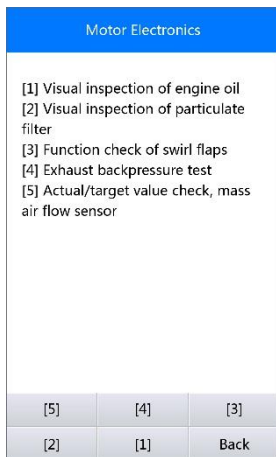 Motor Electronics
[1] Visual inspection of engine oil
[2] Visual inspection of particulate
filter
[3] Function check of swirl flaps
[4] Exhaust backpressure test
[5] Actual/target value check, mass
air flow sensor
[5] [4] [3]
[2] [1] Back